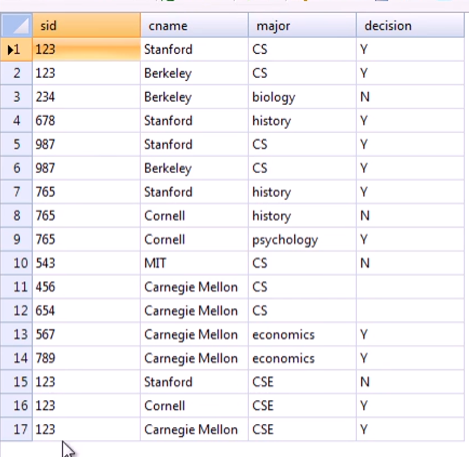 sid cname major decision
1 123 Stanford CS Y
2 123 Berkeley CS Y
3 234 Berkeley biology N
4 678 Stanford history Y
5 987 Stanford CS Y
6 987 Berkeley CS Y
7 765 Stanford history Y
8 765 Cornell history N
9 765 Cornell psychology Y
10 543 MIT CS N
11 456 Carnegie Mellon CS
12 654 Carnegie Mellon CS
13 567 Carnegie Mellon economics Y
14 789 Carnegie Mellon economics Y
15 123 Stanford CSE N
16 123 Cornell CSE Y
17 123 Carnegie Mellon CSE Y